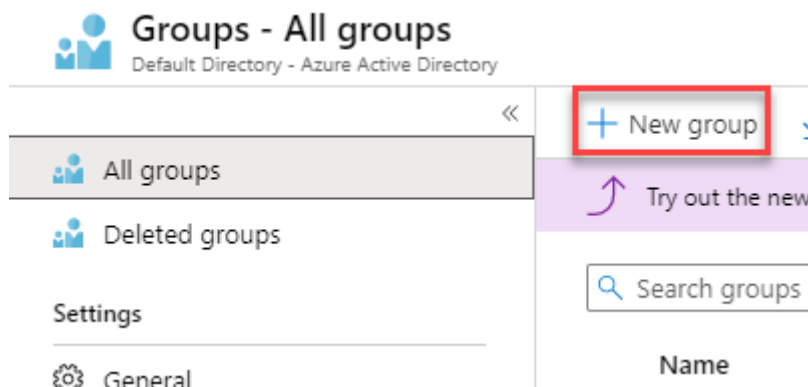 Groups - All groups
Default Directory - Azure Active Directory
«
All groups
Deleted groups
Settings
General
+ New group
Try out the new
Search groups
Name